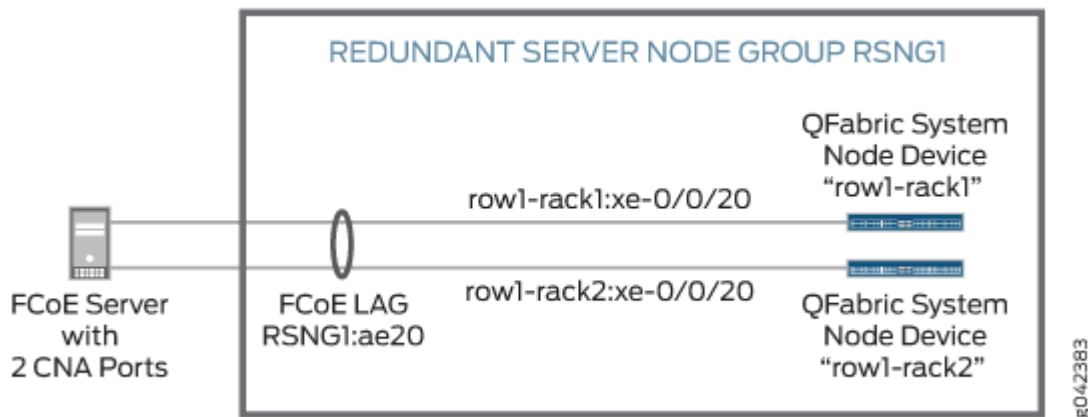 REDUNDANT SERVER NODE GROUP RSNG1
QFabric System
Node Device
“row1-rack1”
row1-rack1:xe-0/0/20
row1-rack2:xe-0/0/20
FCoE Server
with
2 CNA Ports
FCoE LAG
RSNG1:ae20
QFabric System
Node Device
“row1-rack2”
g042383